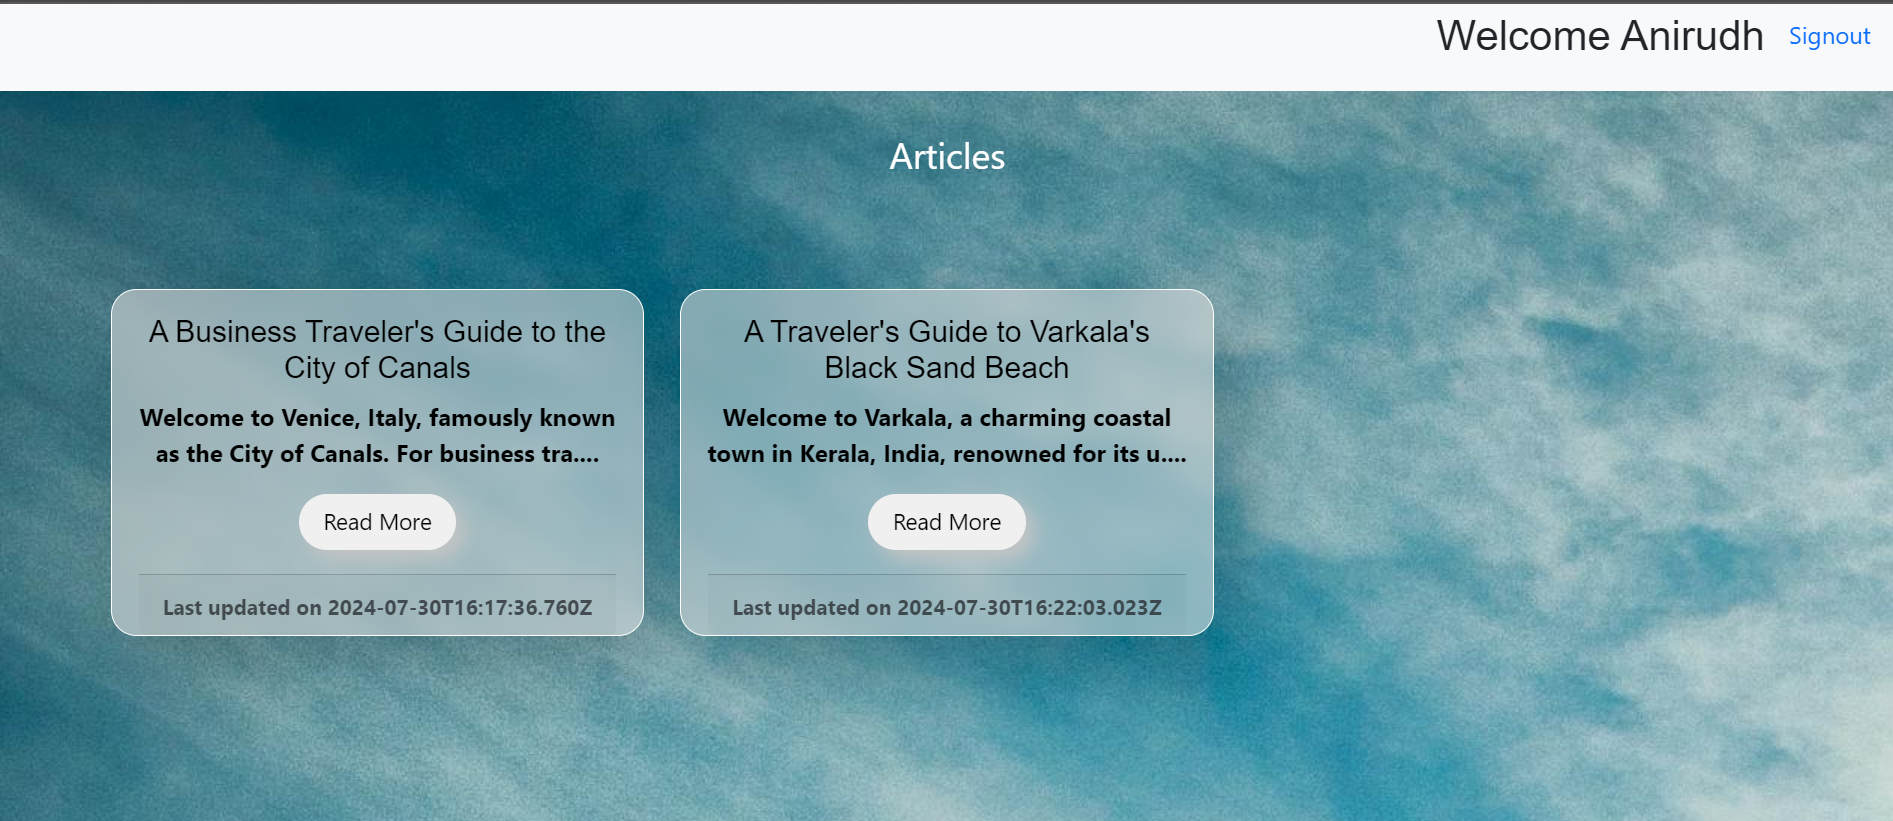 Welcome Anirudh Signout
Articles
A Business Traveler's Guide to the
City of Canals
Welcome to Venice, Italy, famously known
as the City of Canals. For business tra....
Read More
Last updated on 2024-07-30T16:17:36.760Z
A Traveler's Guide to Varkala's
Black Sand Beach
Welcome to Varkala, a charming coastal
town in Kerala, India, renowned for its u....
Read More
Last updated on 2024-07-30T16:22:03.023Z